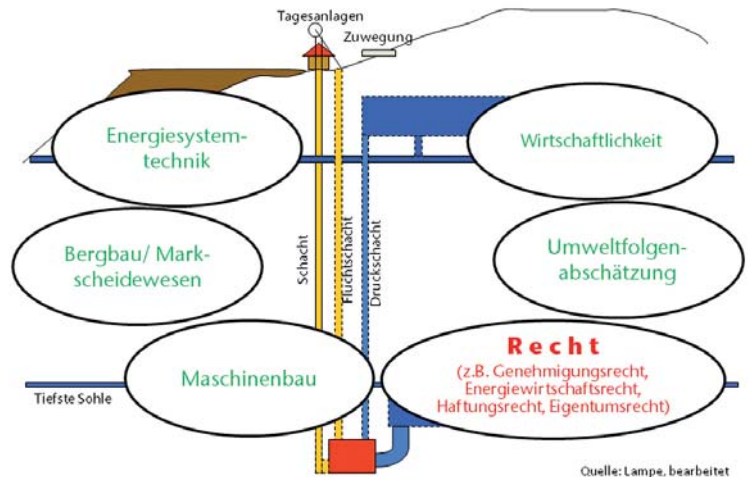 Tagesanlagen
Zuwegung
Energiesystem-
technik
Wirtschaftlichkeit
Bergbau/ Mark-
scheidewesen
Schacht
Fluchtschacht
Druckschacht
Umweltfolgen-
abschätzung
Maschinenbau
Recht
(z.B. Genehmigungsrecht,
Energiewirtschaftsrecht,
Haftungsrecht, Eigentumsrecht)
Tiefste Sohle
Quelle: Lampe, bearbeitet